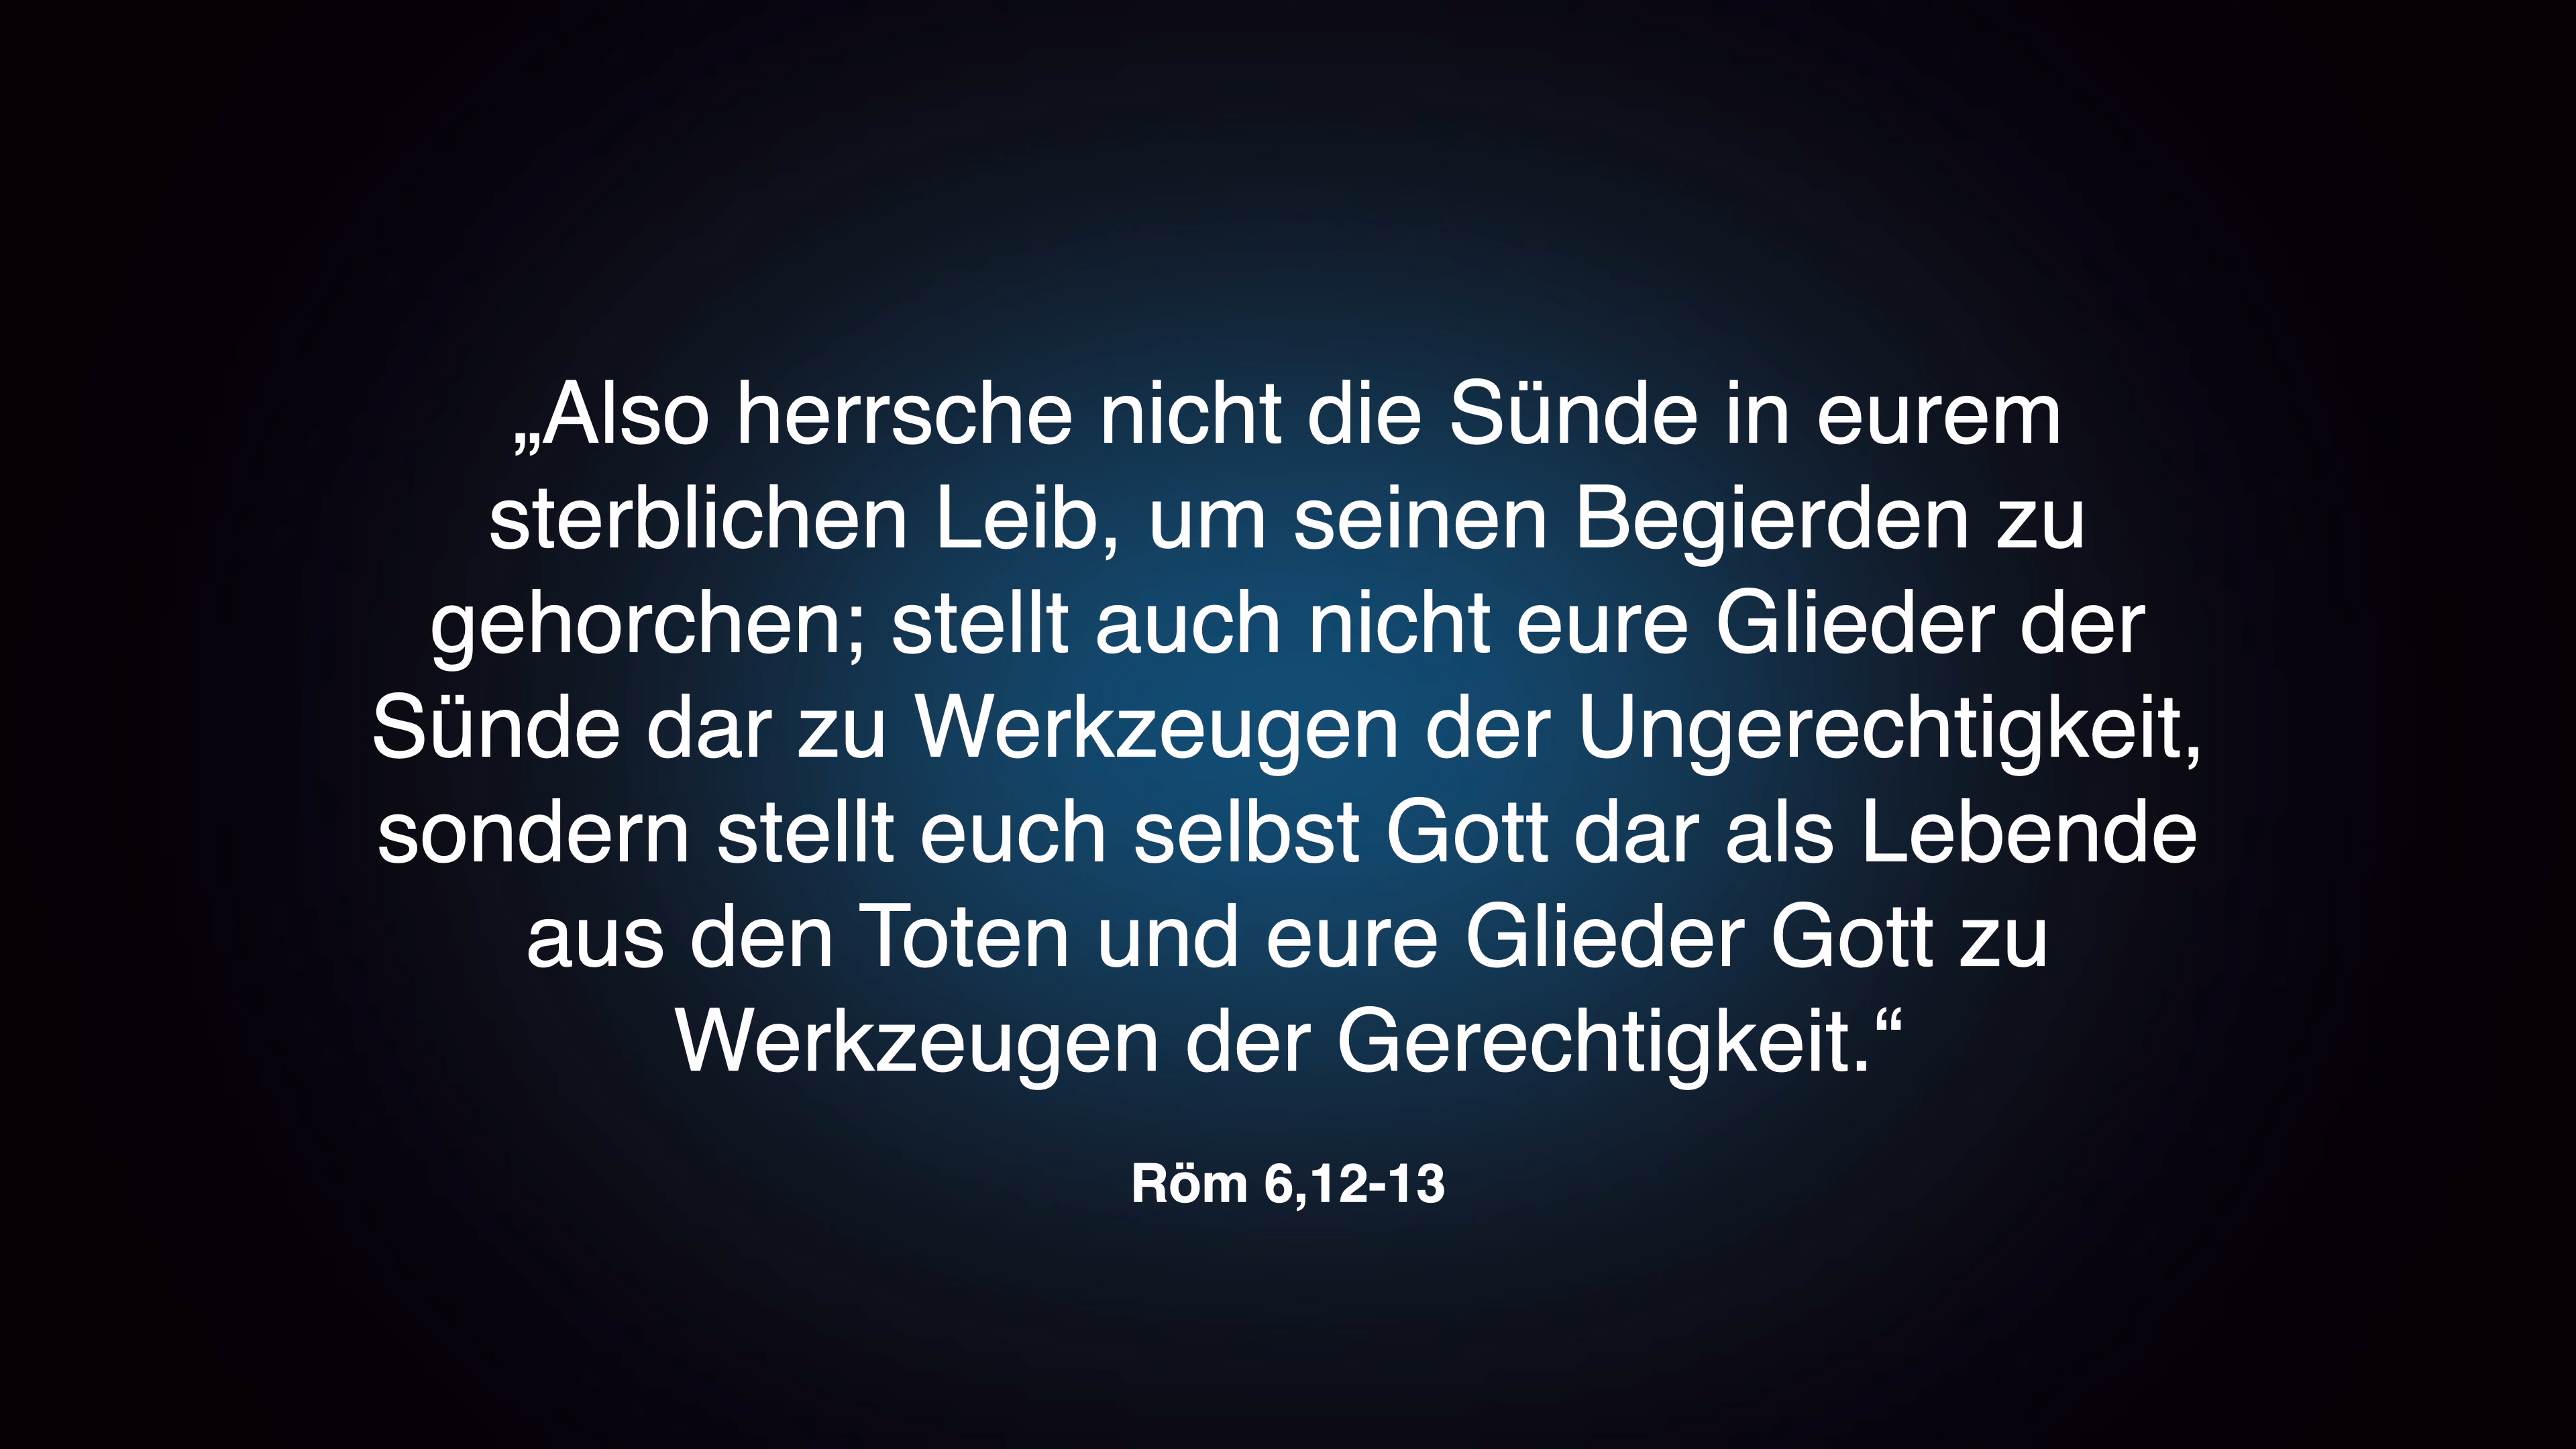 „Also herrsche nicht die Sünde in eurem
sterblichen Leib, um seinen Begierden zu
gehorchen; stellt auch nicht eure Glieder der
Sünde dar zu Werkzeugen der Ungerechtigkeit,
sondern stellt euch selbst Gott dar als Lebende
aus den Toten und eure Glieder Gott zu
Werkzeugen der Gerechtigkeit.“
Röm 6,12-13